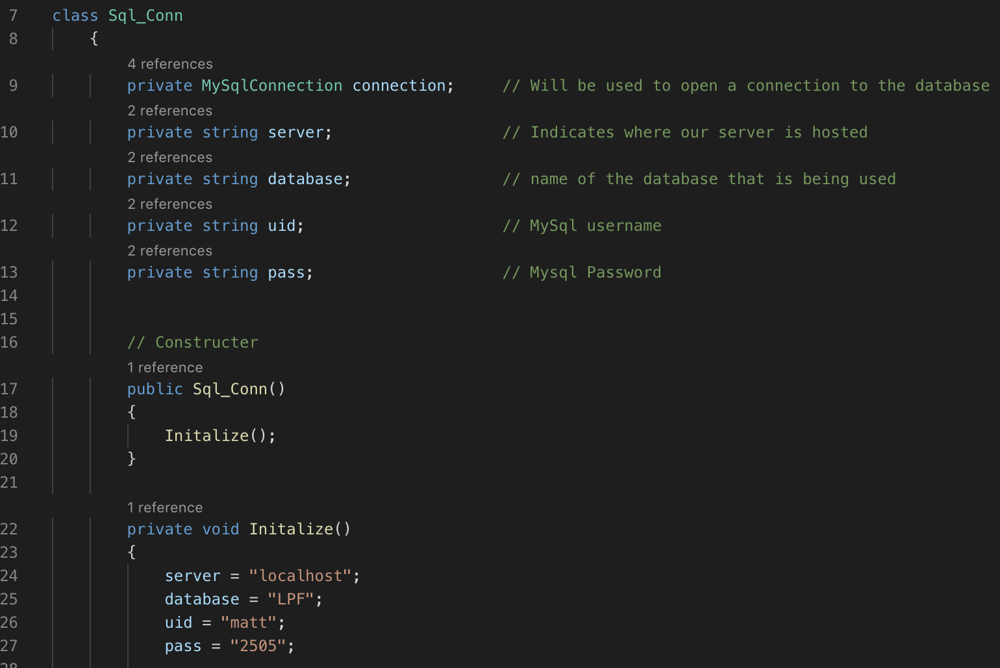 7 class Sql_Conn
8 {
4 references
9 private MySqlConnection connection; // Will be used to open a connection to the database
2 references
10 private string server; // Indicates where our server is hosted
2 references
11 private string database; // name of the database that is being used
2 references
12 private string uid; // MySql username
2 references
13 private string pass; // Mysql Password
14
15
16 // Constructer
1 reference
17 public Sql_Conn()
18 {
19 Initalize();
20 }
21
1 reference
22 private void Initalize()
23 {
24 server = "localhost";
25 database = "LPF";
26 uid = "matt";
27 pass = "2505";
28